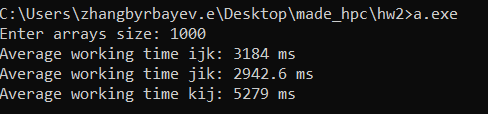 C:\Users\zhangbyrbayev.e\Desktop\made_hpc\hw2>a.exe
Enter arrays size: 1000
Average working time ijk: 3184 ms
Average working time jik: 2942.6 ms
Average working time kij: 5279 ms